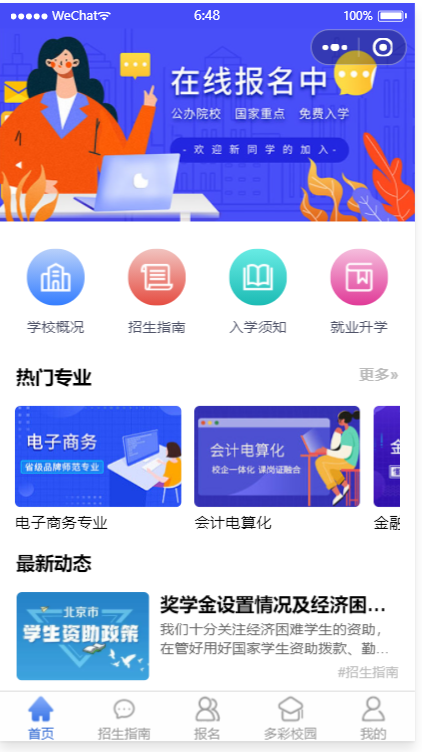 WeChat 6:48 100%
在线报名中
公办院校 国家重点 免费入学
- 欢 迎 新 同 学 的 加 入 -
学校概况 招生指南 入学须知 就业升学
热门专业 更多»
电子商务
省级品牌师范专业
会计电算化
校企一体化 课岗证融合
金
电子商务专业 会计电算化 金融
最新动态
北京市
学生资助政策
奖学金设置情况及经济困...
我们十分关注经济困难学生的资助，
在管好用好国家学生资助拨款、勤...
#招生指南
首页 招生指南 报名 多彩校园 我的